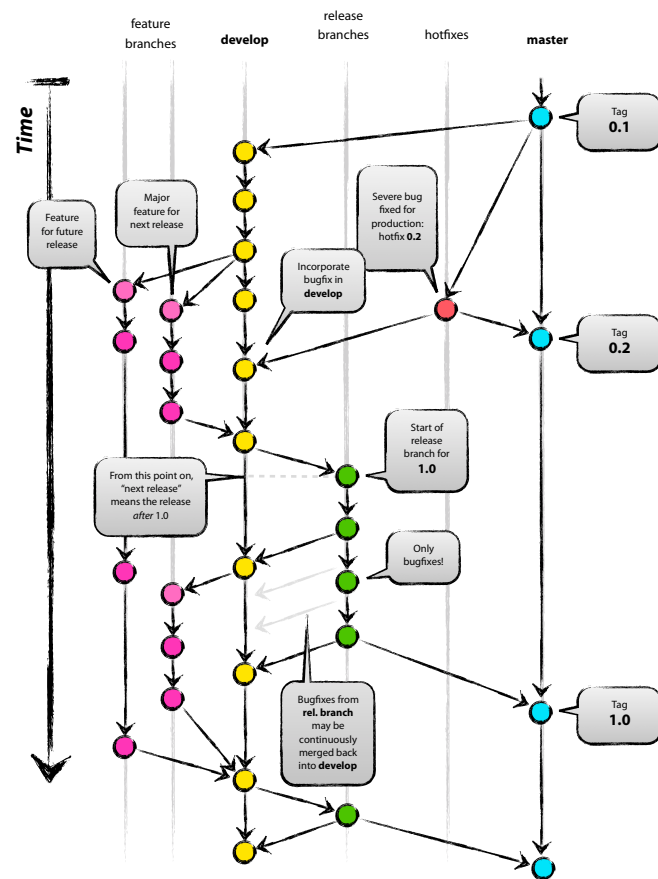 feature
branches
develop
release
branches
hotfixes
master
Time
Tag
0.1
Major
feature for
next release
Feature
for future
release
Severe bug
fixed for
production:
hotfix 0.2
Incorporate
bugfix in
develop
Tag
0.2
Start of
release
branch for
1.0
From this point on,
“next release”
means the release
after 1.0
Only
bugfixes!
Bugfixes from
rel. branch
may be
continuously
merged back
into develop
Tag
1.0